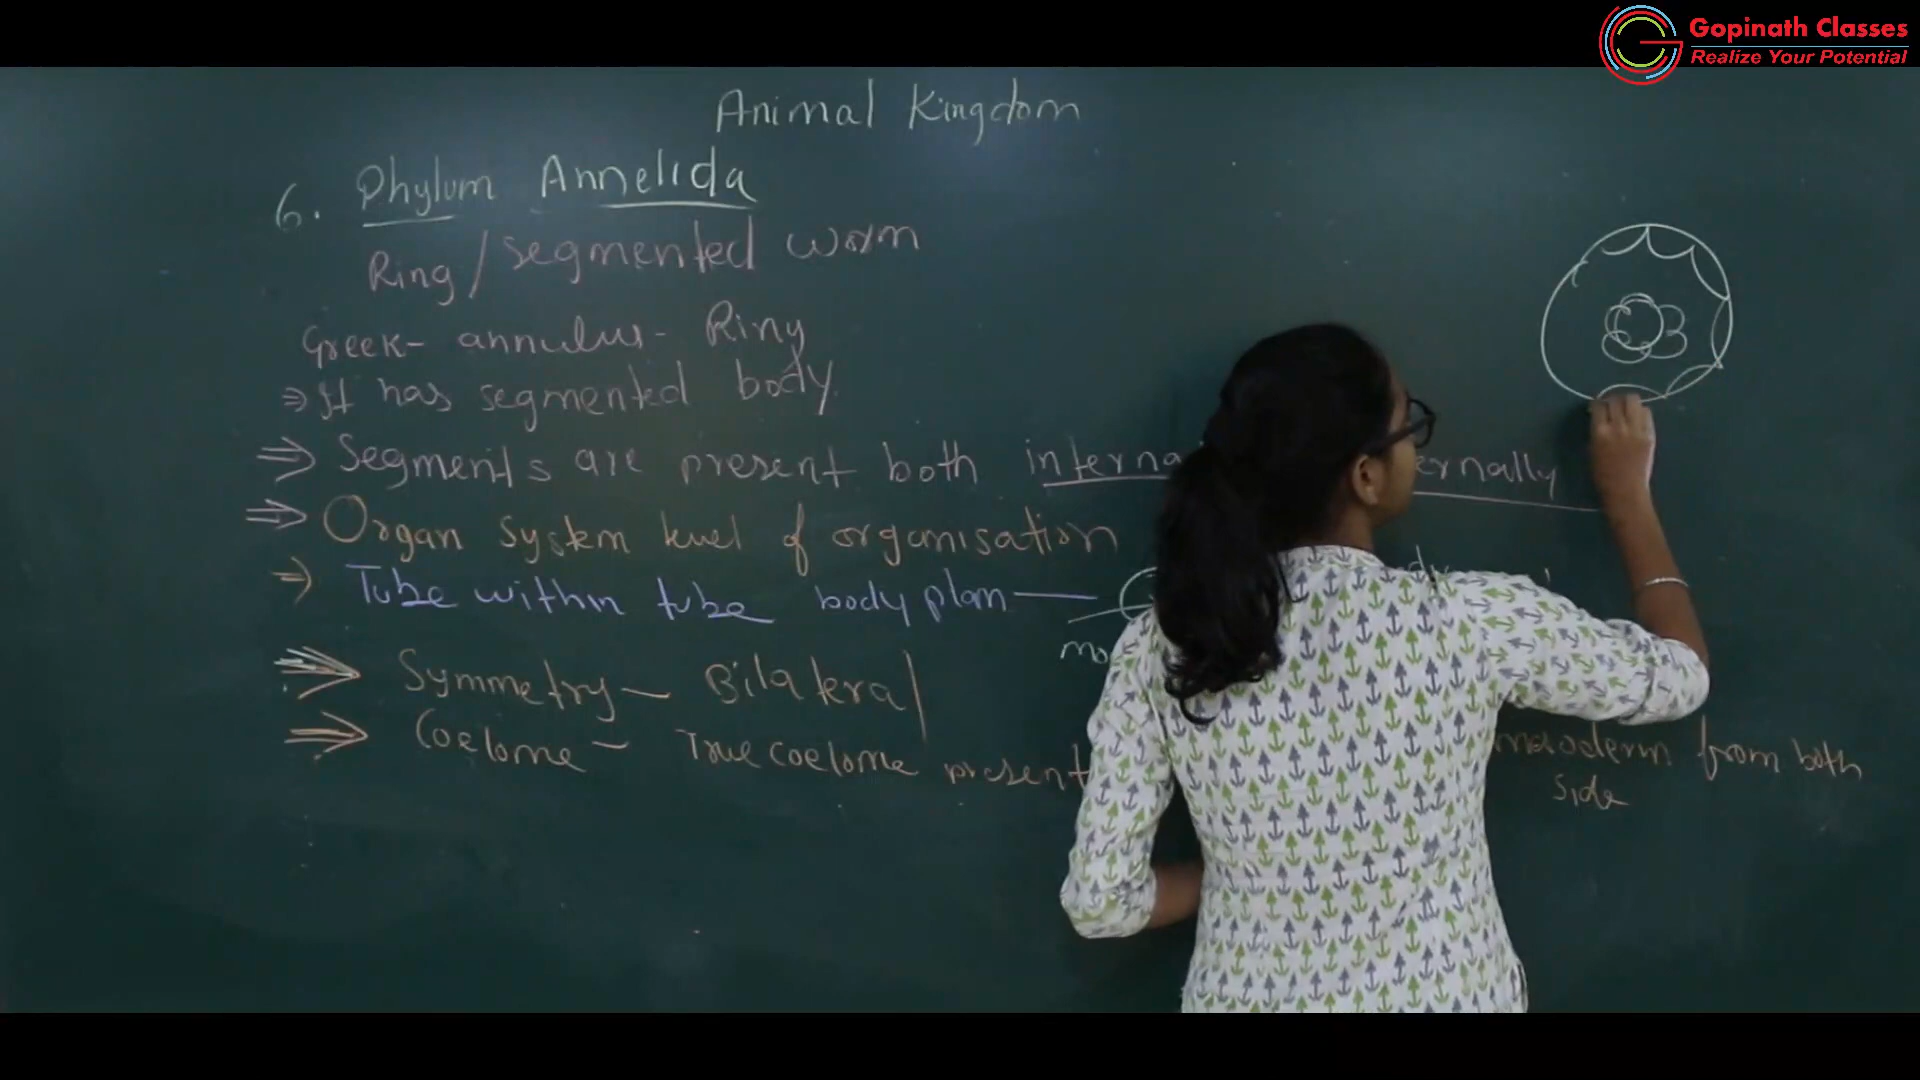 Gopinath Classes
Realize Your Potential
Animal Kingdom
6. Phylum Annelida
Ring/segmented worm
Greek- annulus- Ring
⇒ It has segmented body.
⇒ Segments are present both interna ernally
⇒ Organ system level of organisation
⇒ Tube within tube body plan—
mo
⇒ Symmetry — Bilateral
⇒ Coelome — True coelome present mesoderm from both
side